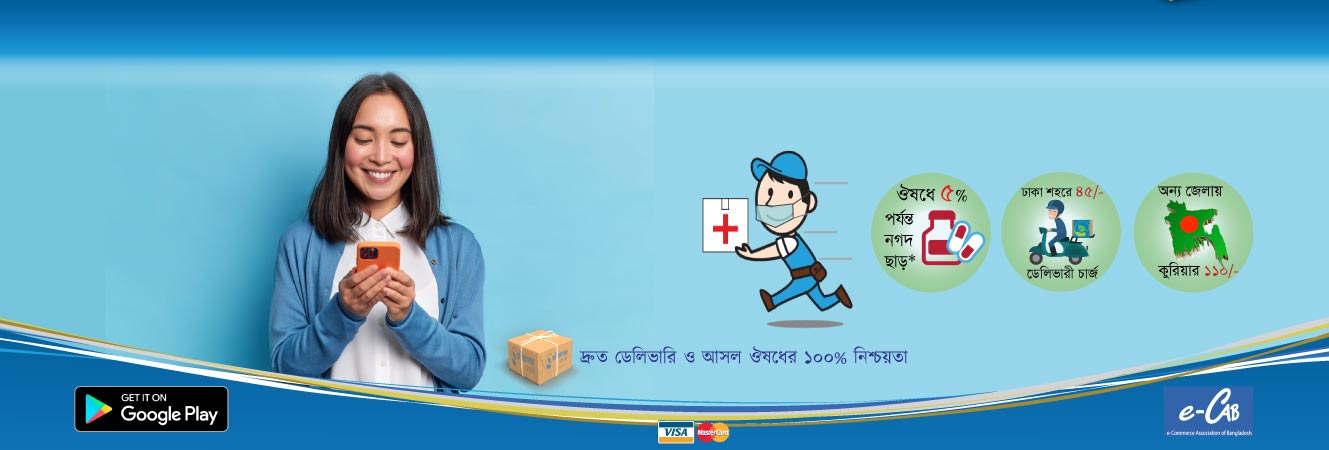 ঔষধে ৫%
পর্যন্ত
নগদ
ছাড়*
ঢাকা শহরে ৪৫/-
ডেলিভারী চার্জ
অন্য জেলায়
কুরিয়ার ১১০/-
দ্রুত ডেলিভারি ও আসল ঔষধের ১০০% নিশ্চয়তা
GET IT ON
Google Play
VISA
MasterCard
e-CAB
e-Commerce Association of Bangladesh